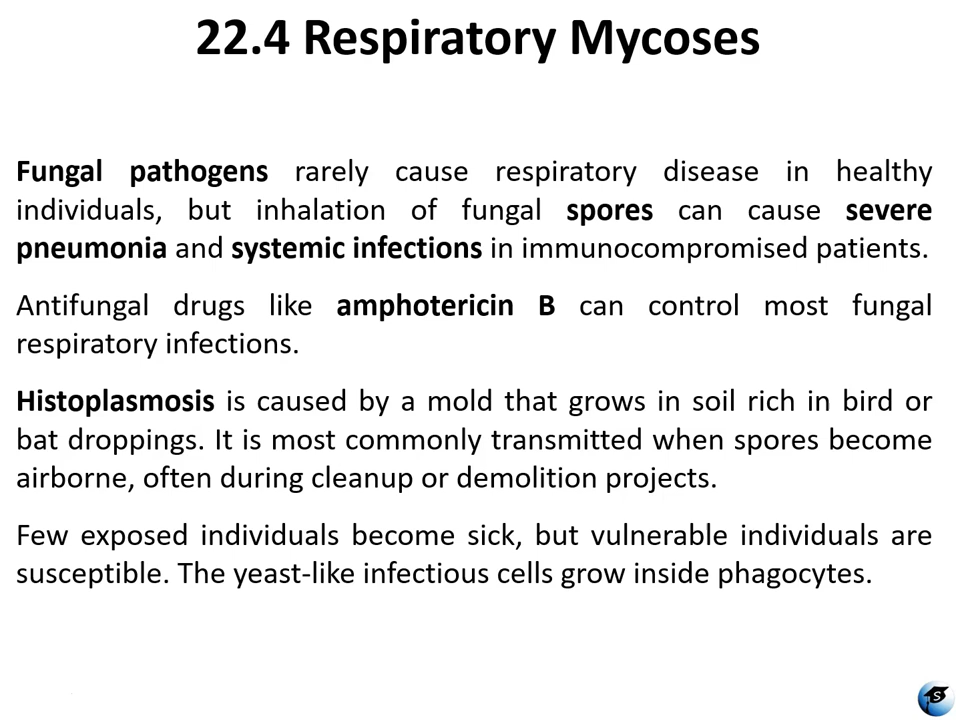 22.4 Respiratory Mycoses
Fungal pathogens rarely cause respiratory disease in healthy
individuals, but inhalation of fungal spores can cause severe
pneumonia and systemic infections in immunocompromised patients.
Antifungal drugs like amphotericin B can control most fungal
respiratory infections.
Histoplasmosis is caused by a mold that grows in soil rich in bird or
bat droppings. It is most commonly transmitted when spores become
airborne, often during cleanup or demolition projects.
Few exposed individuals become sick, but vulnerable individuals are
susceptible. The yeast-like infectious cells grow inside phagocytes.
S